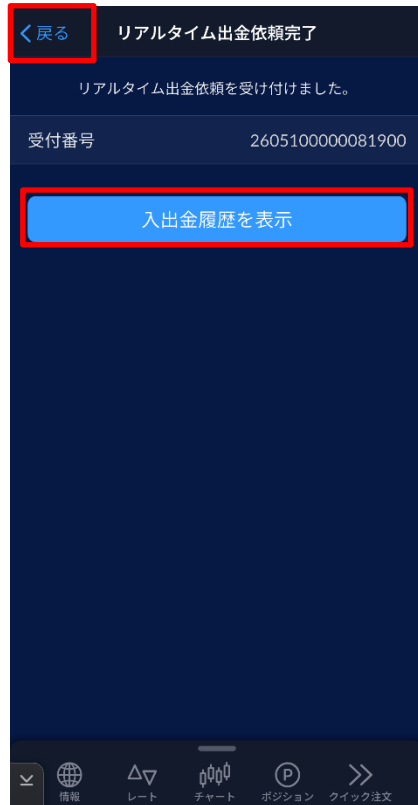 戻る リアルタイム出金依頼完了
リアルタイム出金依頼を受け付けました。
受付番号 2605100000081900
入出金履歴を表示
情報 レート チャート ポジション クイック注文